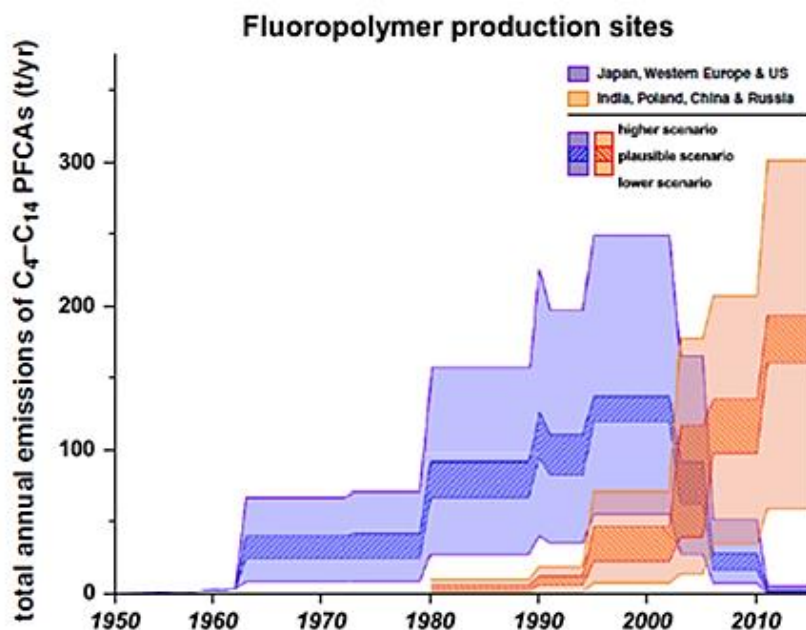 Fluoropolymer production sites
total annual emissions of C₄–C₁₄ PFCAs (t/yr)
Japan, Western Europe & US
India, Poland, China & Russia
higher scenario
plausible scenario
lower scenario
300
200
100
0
1950 1960 1970 1980 1990 2000 2010